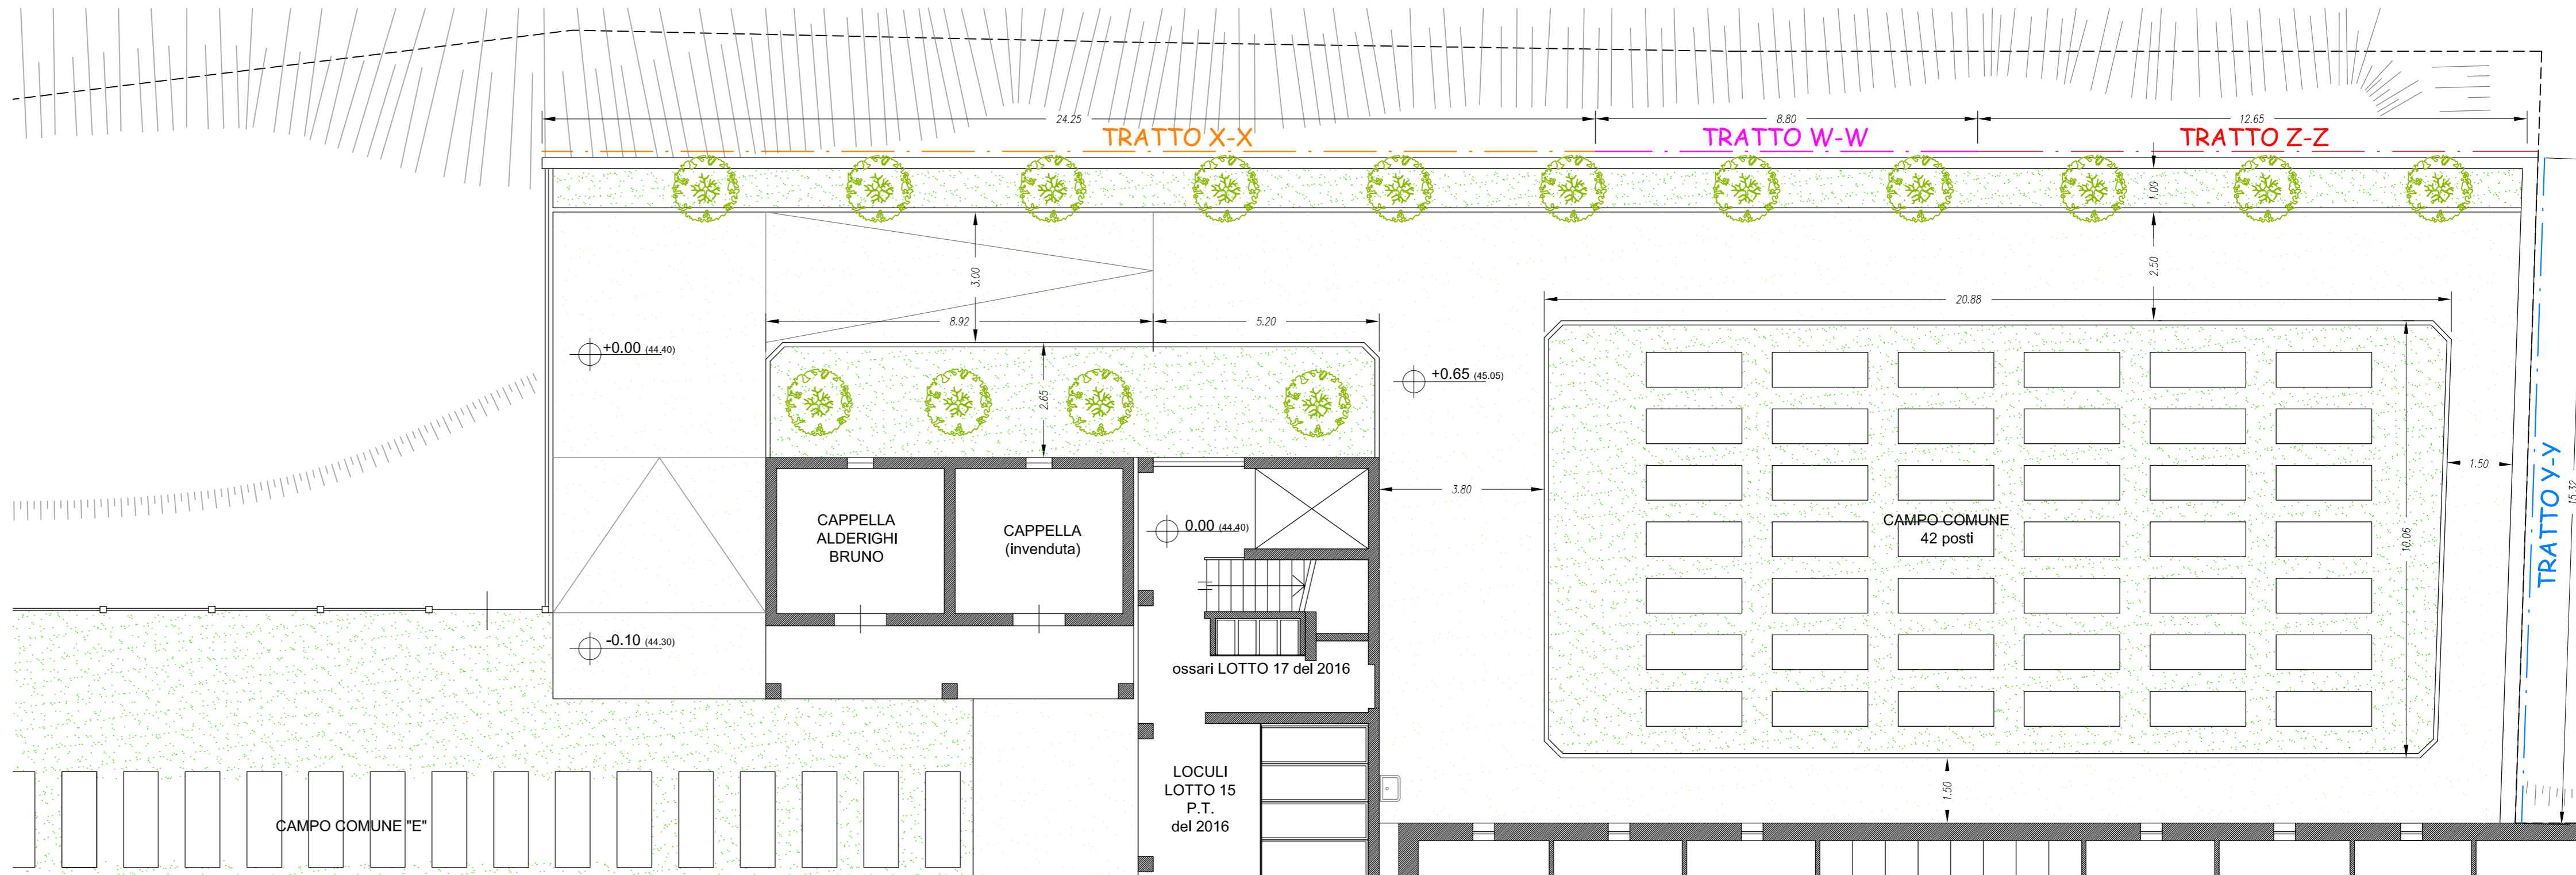 24.25
8.80
12.65
TRATTO X-X
TRATTO W-W
TRATTO Z-Z
1.00
3.00
2.50
20.88
8.92
5.20
+0.00 (44.40)
+0.65 (45.05)
2.65
TRATTO Y-Y
1.50
15.32
3.80
CAPPELLA
ALDERIGHI
BRUNO
CAPPELLA
(invenduta)
0.00 (44.40)
CAMPO COMUNE
42 posti
10.06
-0.10 (44.30)
ossari LOTTO 17 del 2016
LOCULI
LOTTO 15
P.T.
del 2016
1.50
CAMPO COMUNE "E"